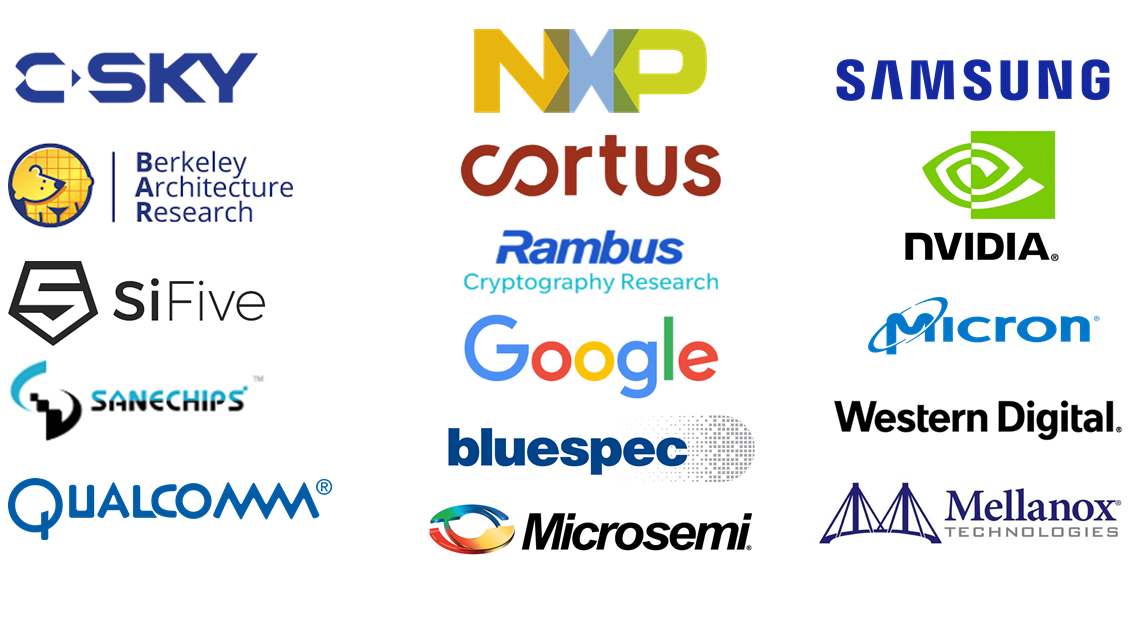 C-SKY
Berkeley
Architecture
Research
SiFive
SANECHIPS™
QUALCOMM®
NXP
cortus
Rambus
Cryptography Research
Google
bluespec
Microsemi®
SAMSUNG
NVIDIA®
Micron®
Western Digital®
Mellanox®
TECHNOLOGIES